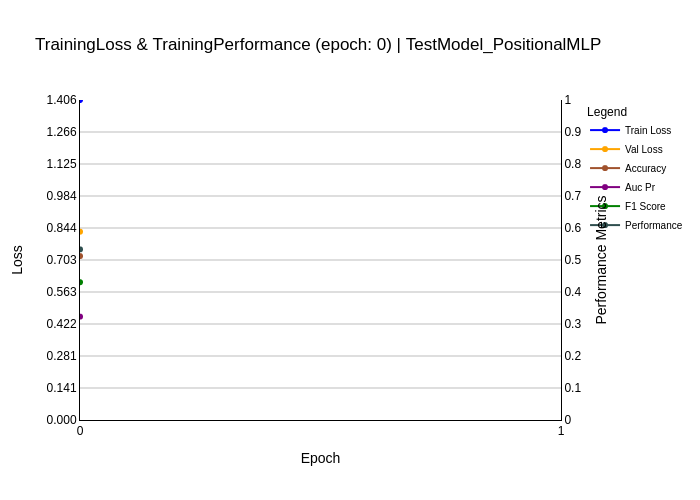 TrainingLoss & TrainingPerformance (epoch: 0) | TestModel_PositionalMLP
1.406
1.266
1.125
0.984
0.844
0.703
0.563
0.422
0.281
0.141
0.000
Loss
0
1
Epoch
1
0.9
0.8
0.7
0.6
0.5
0.4
0.3
0.2
0.1
0
Performance Metrics
Legend
Train Loss
Val Loss
Accuracy
Auc Pr
F1 Score
Performance